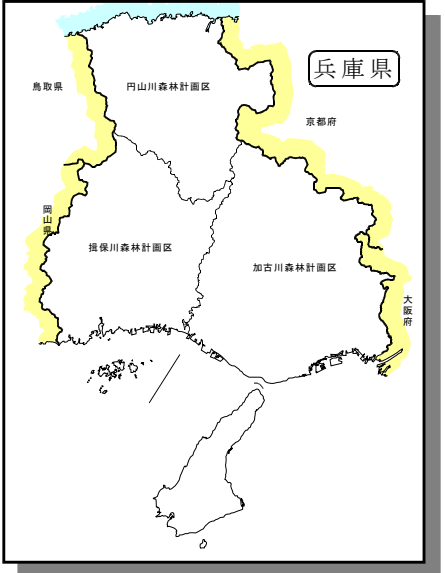 兵庫県
鳥取県
円山川森林計画区
京都府
岡山県
揖保川森林計画区
加古川森林計画区
大阪府